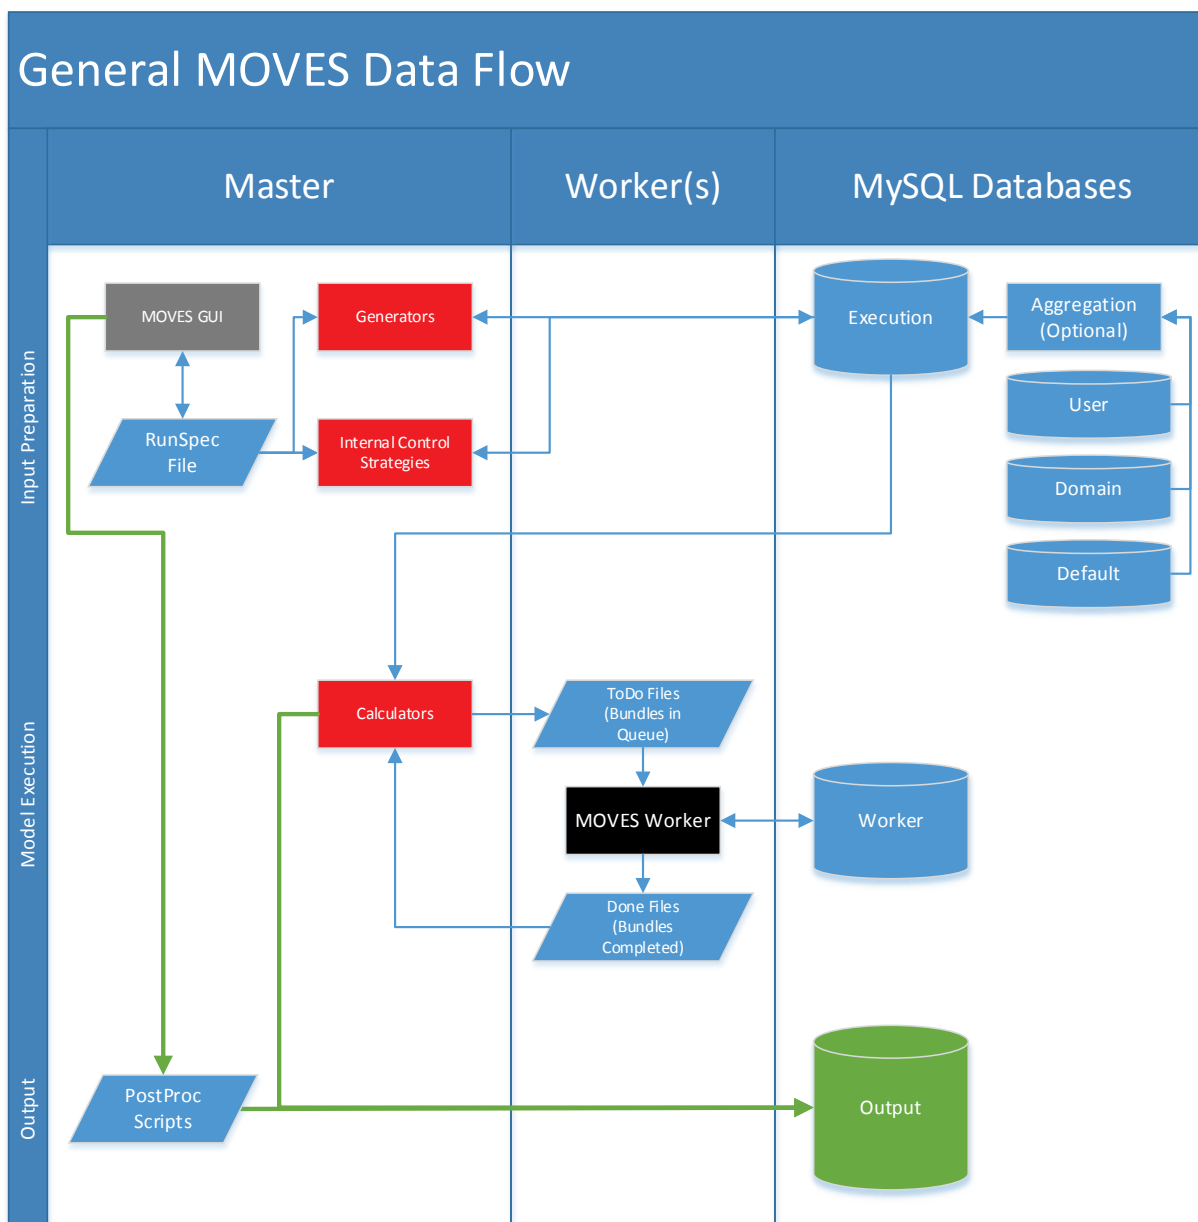 General MOVES Data Flow
Master
Worker(s)
MySQL Databases
Input Preparation
MOVES GUI
Generators
Execution
Aggregation
(Optional)
RunSpec
File
Internal Control
Strategies
User
Domain
Default
Model Execution
Calculators
ToDo Files
(Bundles in
Queue)
MOVES Worker
Worker
Done Files
(Bundles
Completed)
Output
PostProc
Scripts
Output